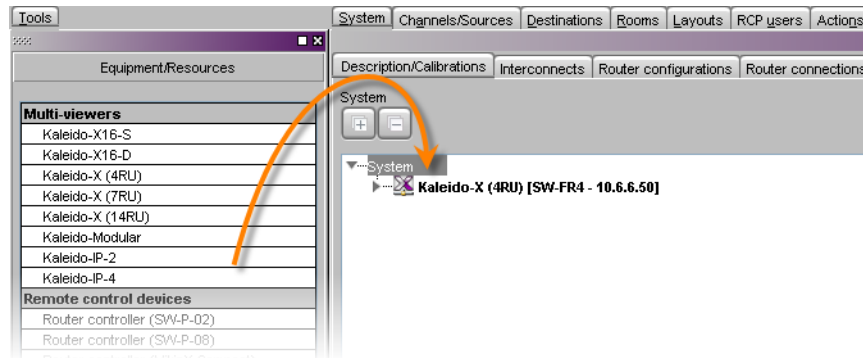 Tools
Equipment/Resources
Multi-viewers
Kaleido-X16-S
Kaleido-X16-D
Kaleido-X (4RU)
Kaleido-X (7RU)
Kaleido-X (14RU)
Kaleido-Modular
Kaleido-IP-2
Kaleido-IP-4
Remote control devices
Router controller (SW-P-02)
Router controller (SW-P-08)
System Channels/Sources Destinations Rooms Layouts RCP users Actions
Description/Calibrations Interconnects Router configurations Router connections
System
System
Kaleido-X (4RU) [SW-FR4 - 10.6.6.50]